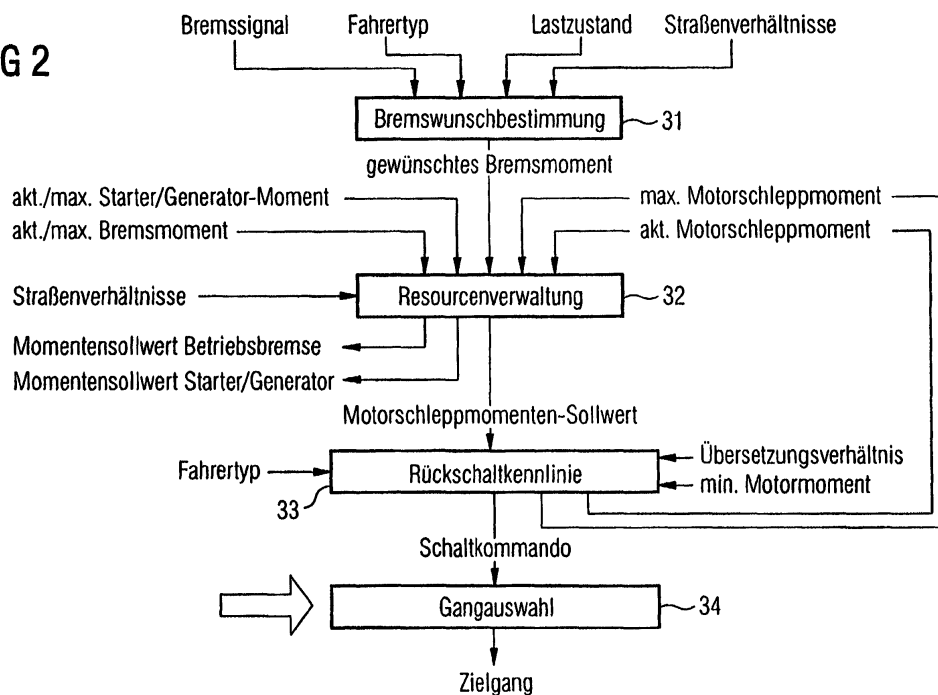 G 2
Bremssignal
Fahrertyp
Lastzustand
Straßenverhältnisse
Bremswunschbestimmung
31
gewünschtes Bremsmoment
akt./max. Starter/Generator-Moment
max. Motorschleppmoment
akt./max. Bremsmoment
akt. Motorschleppmoment
Straßenverhältnisse
Resourcenverwaltung
32
Momentensollwert Betriebsbremse
Momentensollwert Starter/Generator
Motorschleppmomenten-Sollwert
Fahrertyp
Rückschaltkennlinie
Übersetzungsverhältnis
min. Motormoment
33
Schaltkommando
Gangauswahl
34
Zielgang